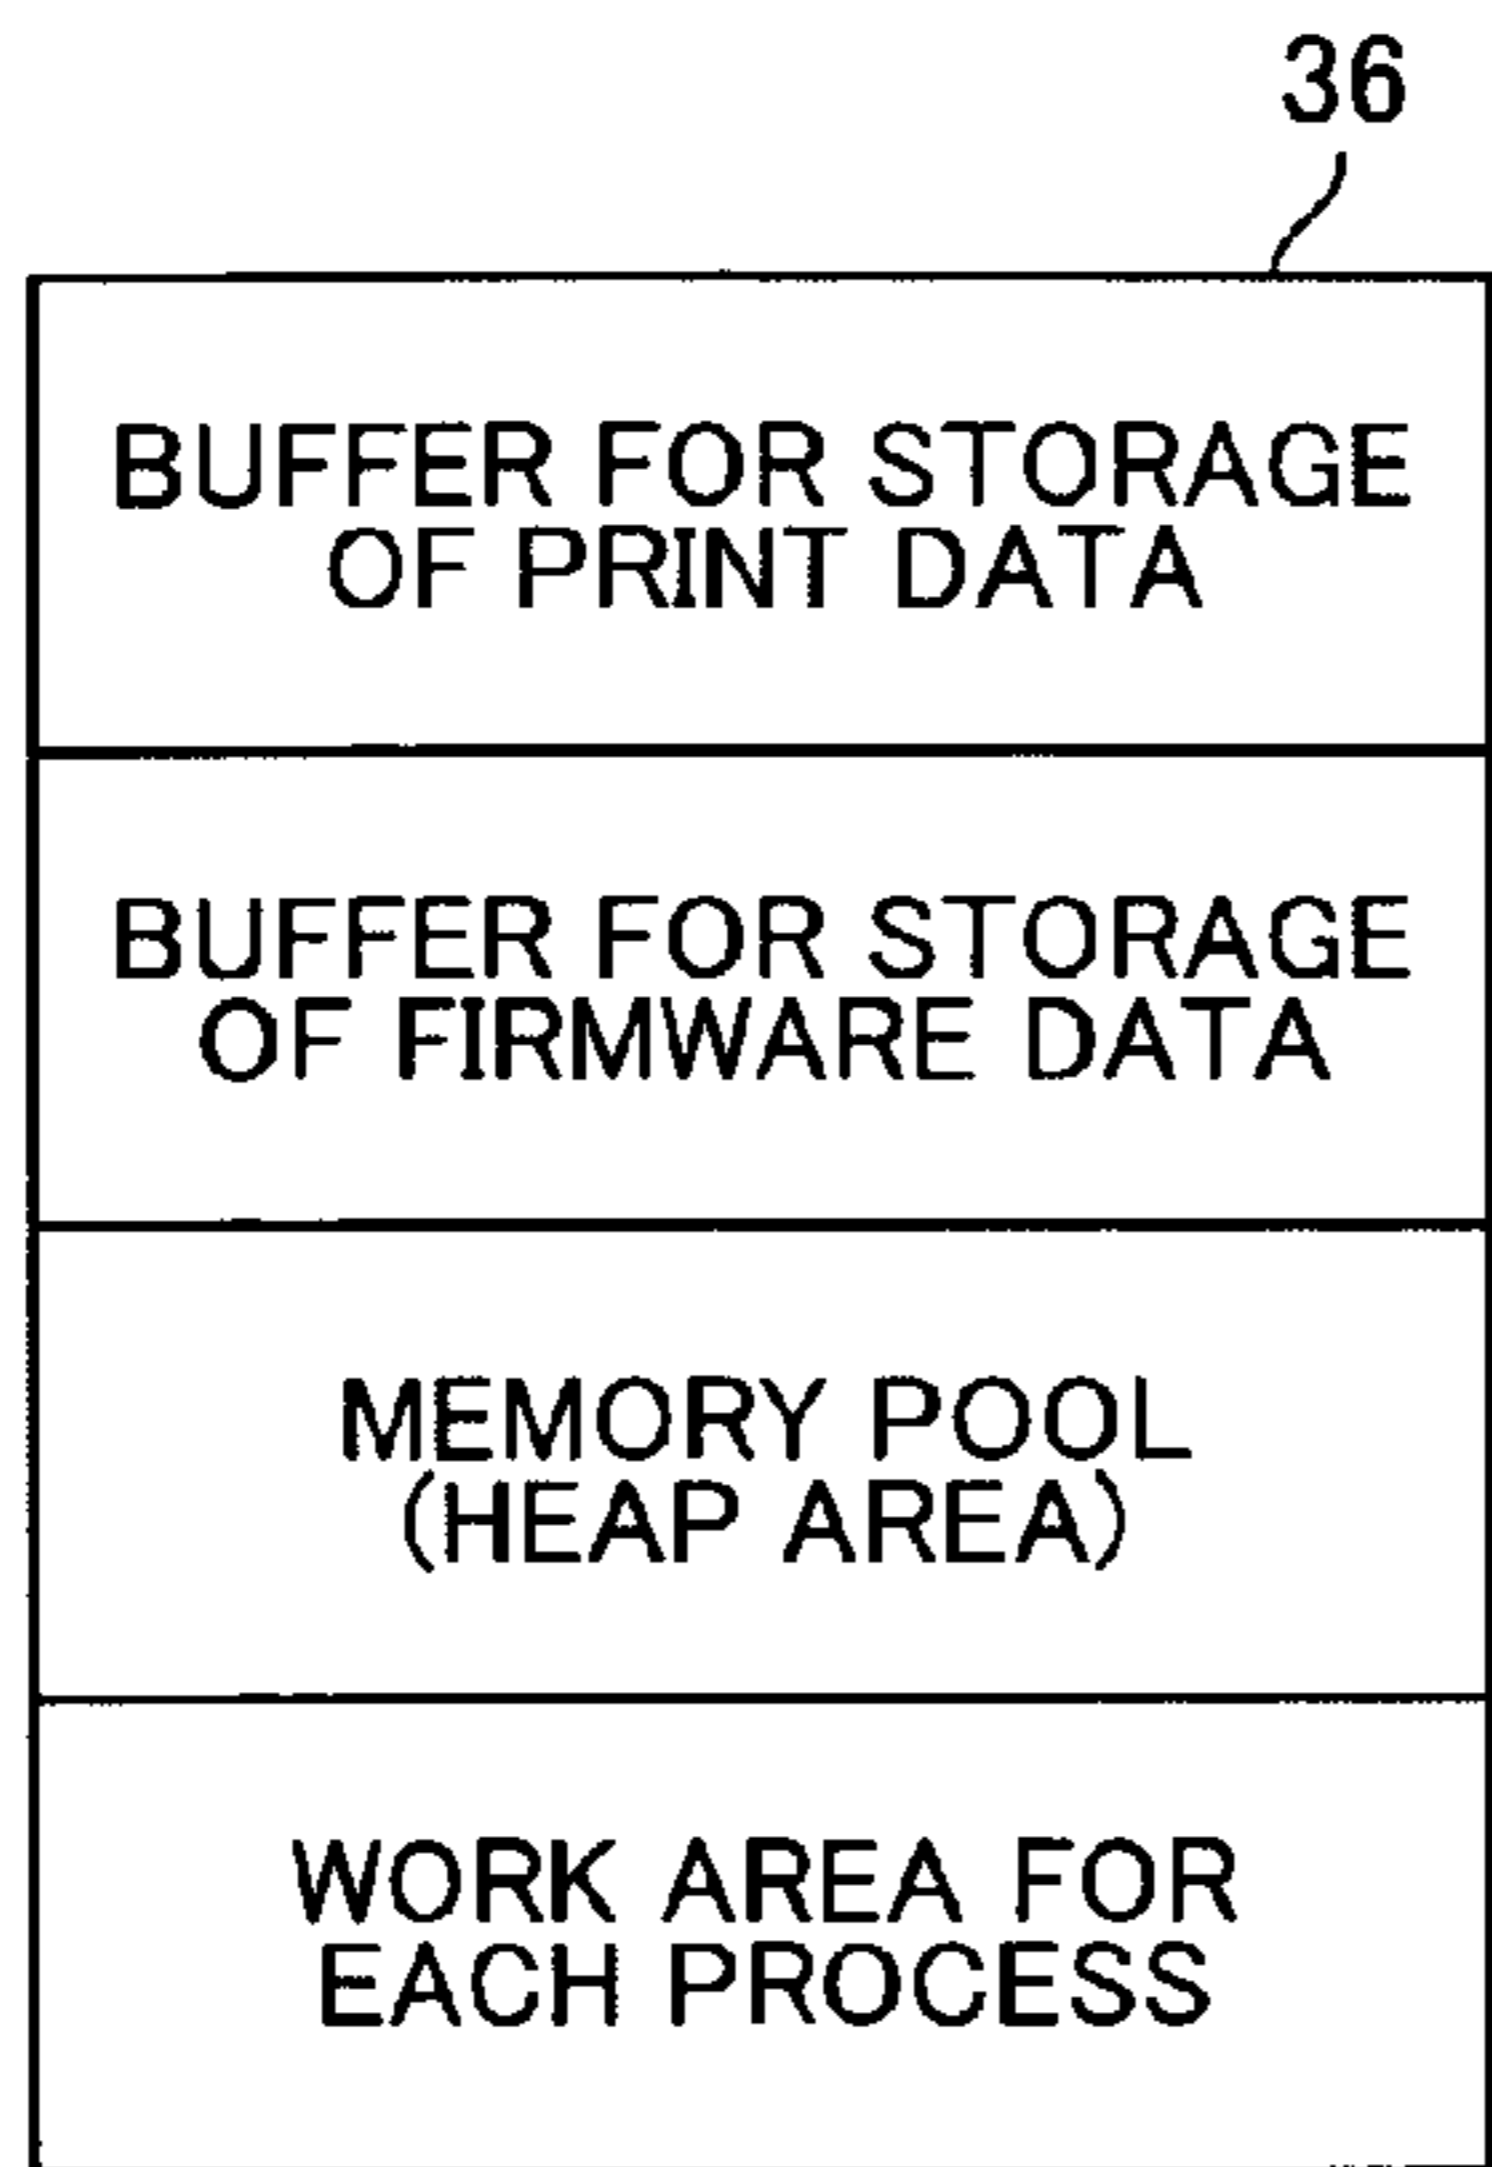 36
BUFFER FOR STORAGE
OF PRINT DATA
BUFFER FOR STORAGE
OF FIRMWARE DATA
MEMORY POOL
(HEAP AREA)
WORK AREA FOR
EACH PROCESS